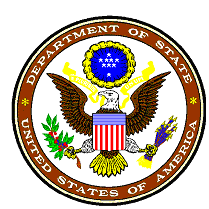 DEPARTMENT OF STATE
UNITED STATES OF AMERICA